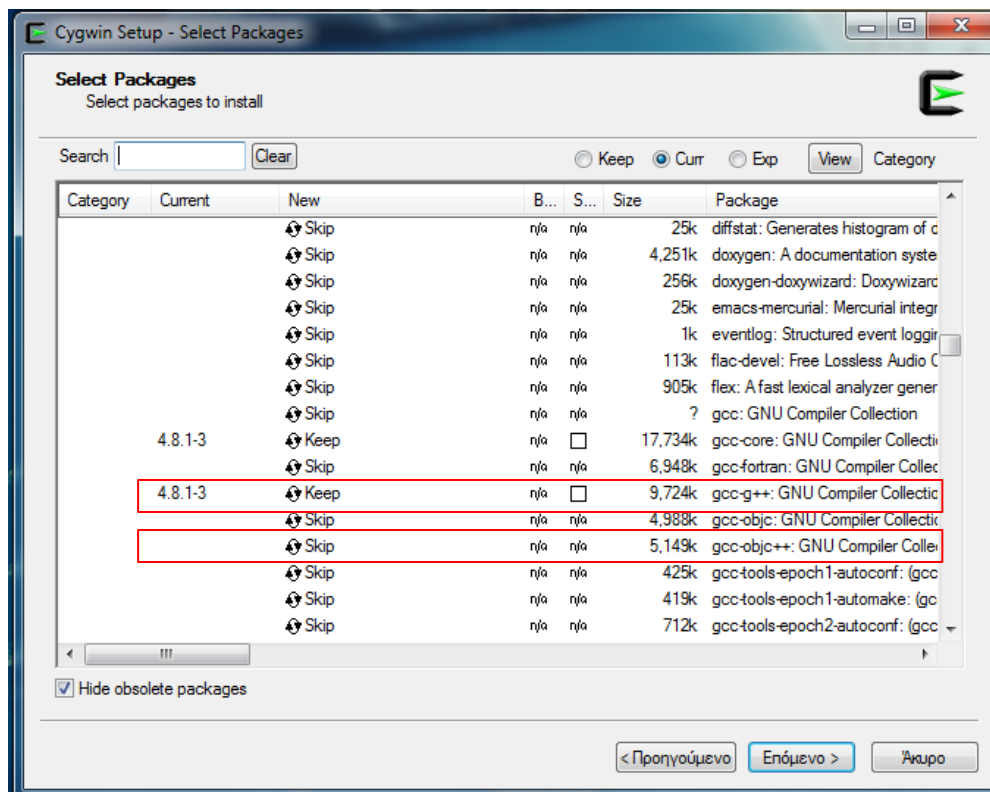 Cygwin Setup - Select Packages
Select Packages
Select packages to install
Search Clear Keep Curr Exp View Category
Category Current New B... S... Size Package
Skip n/a n/a 25k diffstat: Generates histogram of d
Skip n/a n/a 4,251k doxygen: A documentation syste
Skip n/a n/a 256k doxygen-doxywizard: Doxywizard
Skip n/a n/a 25k emacs-mercurial: Mercurial integr
Skip n/a n/a 1k eventlog: Structured event loggin
Skip n/a n/a 113k flac-devel: Free Lossless Audio C
Skip n/a n/a 905k flex: A fast lexical analyzer gener
Skip n/a n/a ? gcc: GNU Compiler Collection
4.8.1-3 Keep n/a 17,734k gcc-core: GNU Compiler Collectio
Skip n/a n/a 6,948k gcc-fortran: GNU Compiler Collec
4.8.1-3 Keep n/a 9,724k gcc-g++: GNU Compiler Collectio
Skip n/a n/a 4,988k gcc-objc: GNU Compiler Collectio
Skip n/a n/a 5,149k gcc-objc++: GNU Compiler Colle
Skip n/a n/a 425k gcc-tools-epoch1-autoconf: (gcc
Skip n/a n/a 419k gcc-tools-epoch1-automake: (gc
Skip n/a n/a 712k gcc-tools-epoch2-autoconf: (gcc
Hide obsolete packages
< Προηγούμενο Επόμενο > Άκυρο